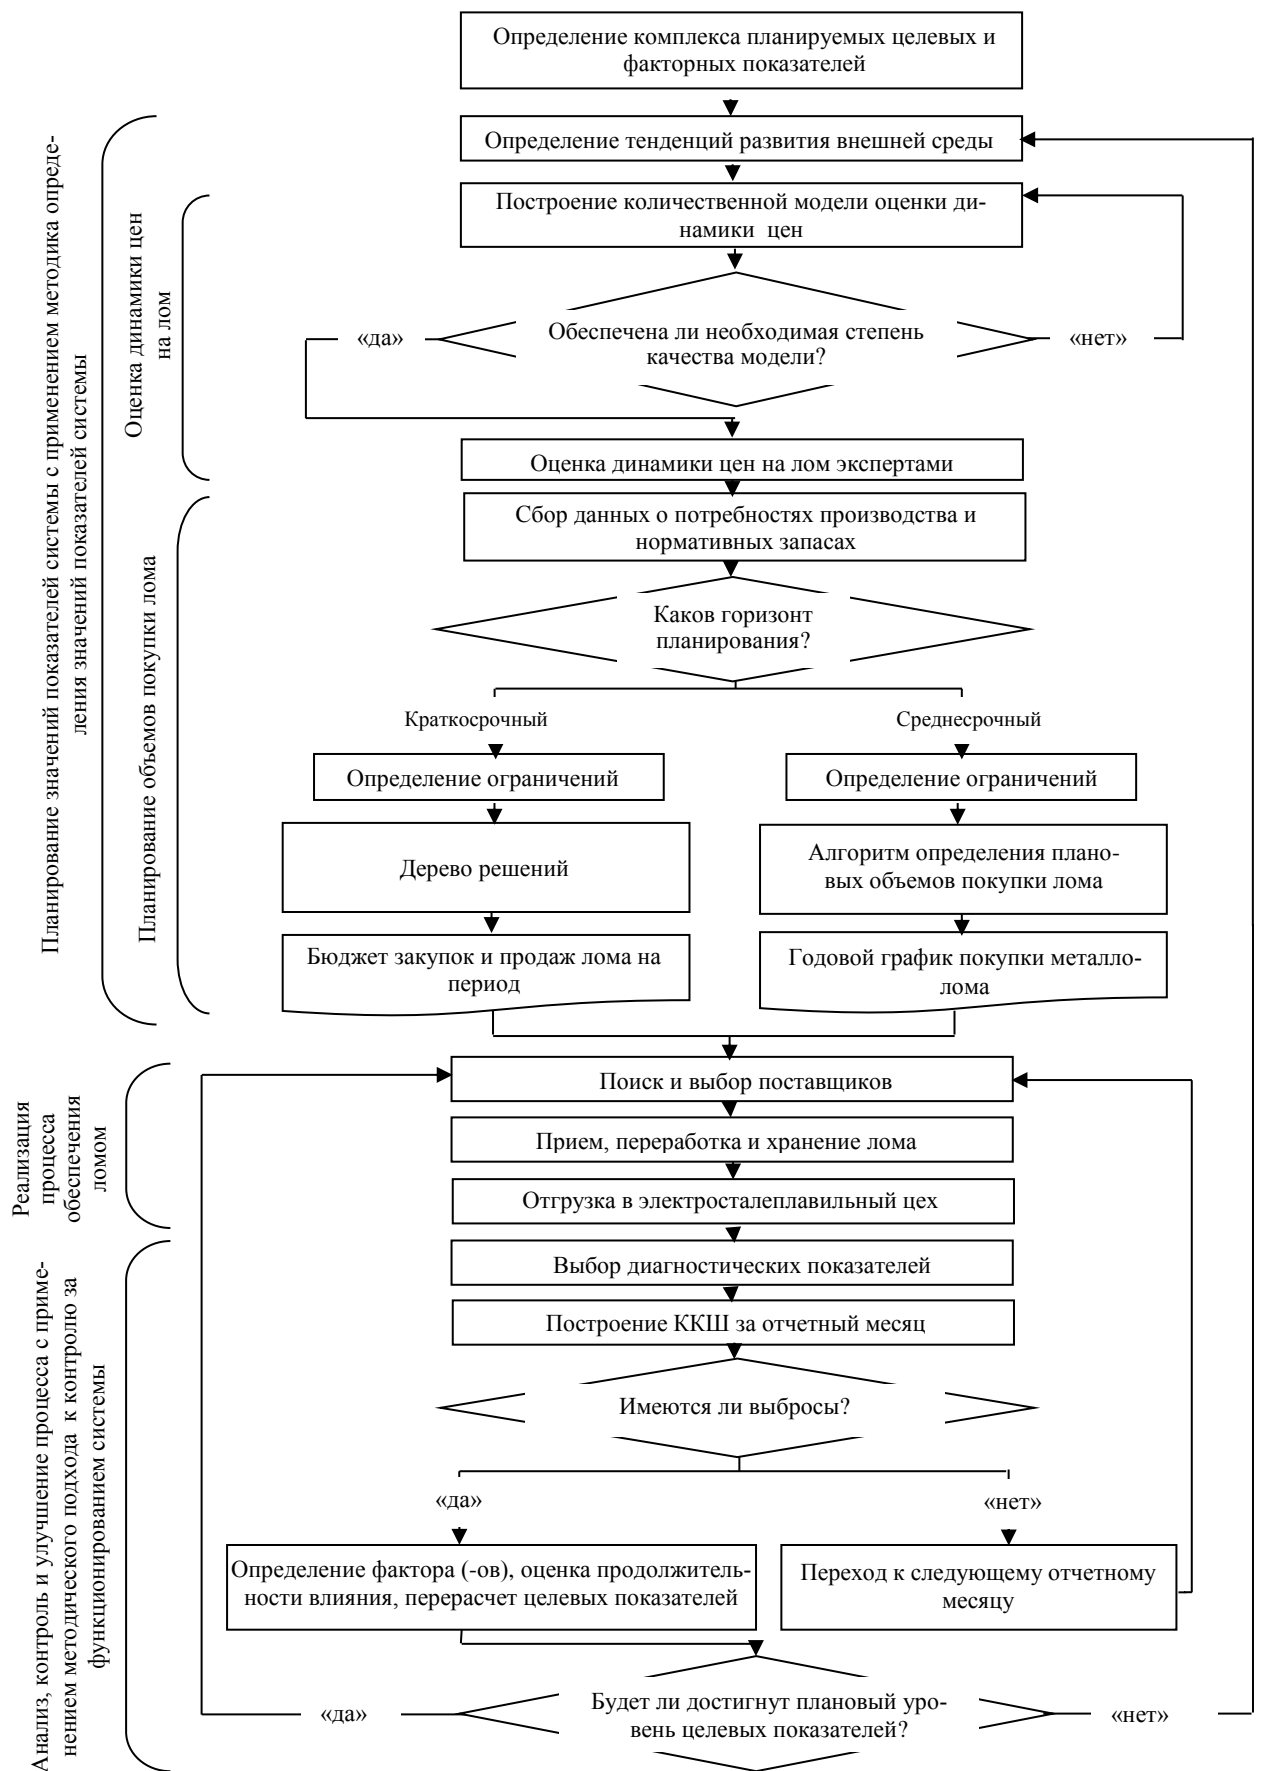 Определение комплекса планируемых целевых и
факторных показателей
Определение тенденций развития внешней среды
Построение количественной модели оценки ди-
намики цен
Обеспечена ли необходимая степень
качества модели?
«да»
«нет»
Оценка динамики цен на лом экспертами
Сбор данных о потребностях производства и
нормативных запасах
Каков горизонт
планирования?
Краткосрочный
Среднесрочный
Определение ограничений
Определение ограничений
Дерево решений
Алгоритм определения плано-
вых объемов покупки лома
Бюджет закупок и продаж лома на
период
Годовой график покупки металло-
лома
Поиск и выбор поставщиков
Прием, переработка и хранение лома
Отгрузка в электросталеплавильный цех
Выбор диагностических показателей
Построение ККШ за отчетный месяц
Имеются ли выбросы?
«да»
«нет»
Определение фактора (-ов), оценка продолжитель-
ности влияния, перерасчет целевых показателей
Переход к следующему отчетному
месяцу
Будет ли достигнут плановый уро-
вень целевых показателей?
«да»
«нет»
Планирование значений показателей системы с применением методика опреде-
ления значений показателей системы
Оценка динамики цен
на лом
Планирование объемов покупки лома
Реализация
процесса
обеспечения
ломом
Анализ, контроль и улучшение процесса с приме-
нением методического подхода к контролю за
функционированием системы